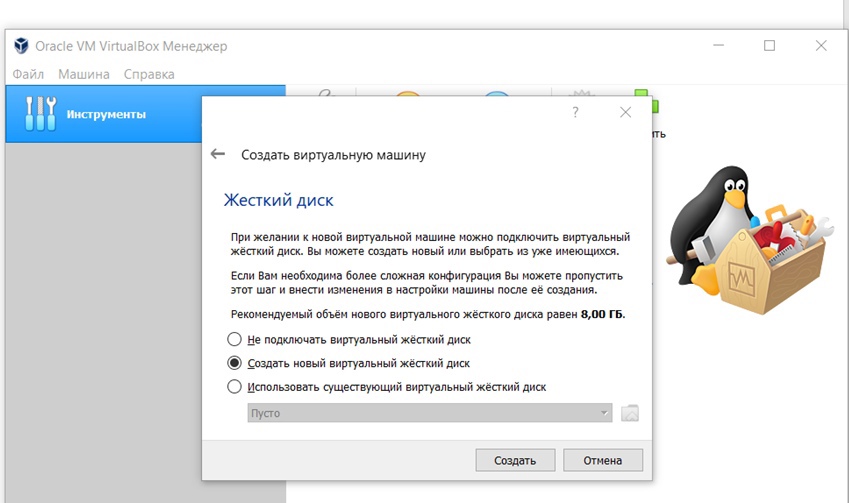 Oracle VM VirtualBox Менеджер
Файл Машина Справка
Инструменты
?
ить
Создать виртуальную машину
Жесткий диск
При желании к новой виртуальной машине можно подключить виртуальный
жёсткий диск. Вы можете создать новый или выбрать из уже имеющихся.
Если Вам необходима более сложная конфигурация Вы можете пропустить
этот шаг и внести изменения в настройки машины после её создания.
Рекомендуемый объём нового виртуального жёсткого диска равен 8,00 ГБ.
Не подключать виртуальный жёсткий диск
Создать новый виртуальный жёсткий диск
Использовать существующий виртуальный жёсткий диск
Пусто
Создать Отмена